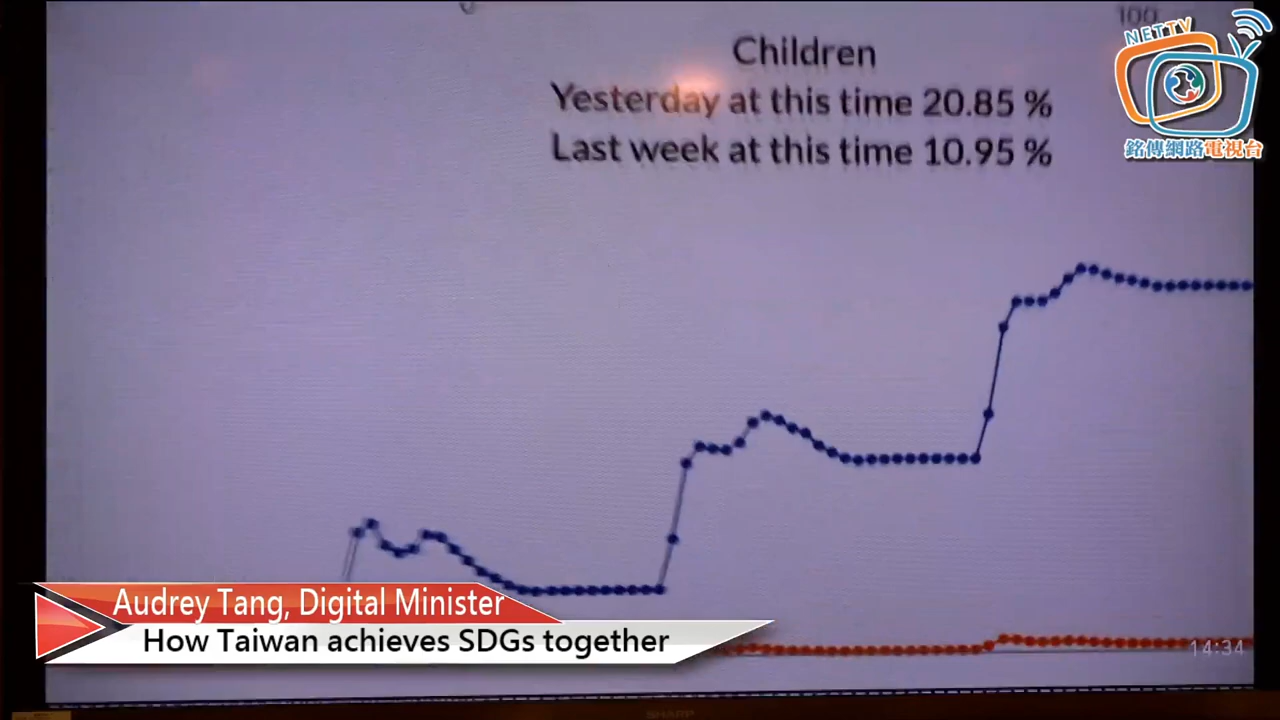 100
Children
Yesterday at this time 20.85 %
Last week at this time 10.95 %
NETTV
銘傳網路電視台
Audrey Tang, Digital Minister
How Taiwan achieves SDGs together
14:34
SHARP